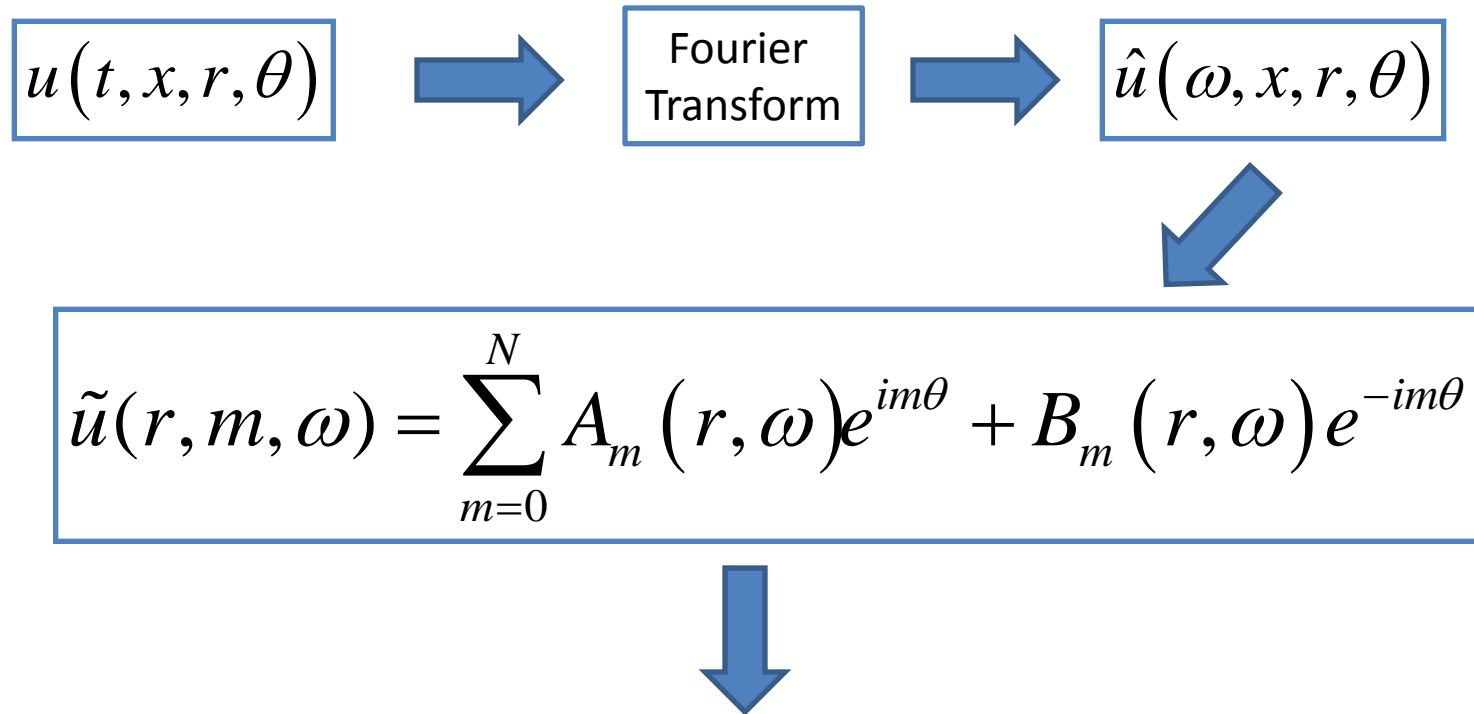 u(t, x, r, θ)
Fourier
Transform
û(ω, x, r, θ)
ũ(r, m, ω) = ∑_{m=0}^{N} A_m(r, ω)e^{imθ} + B_m(r, ω)e^{-imθ}